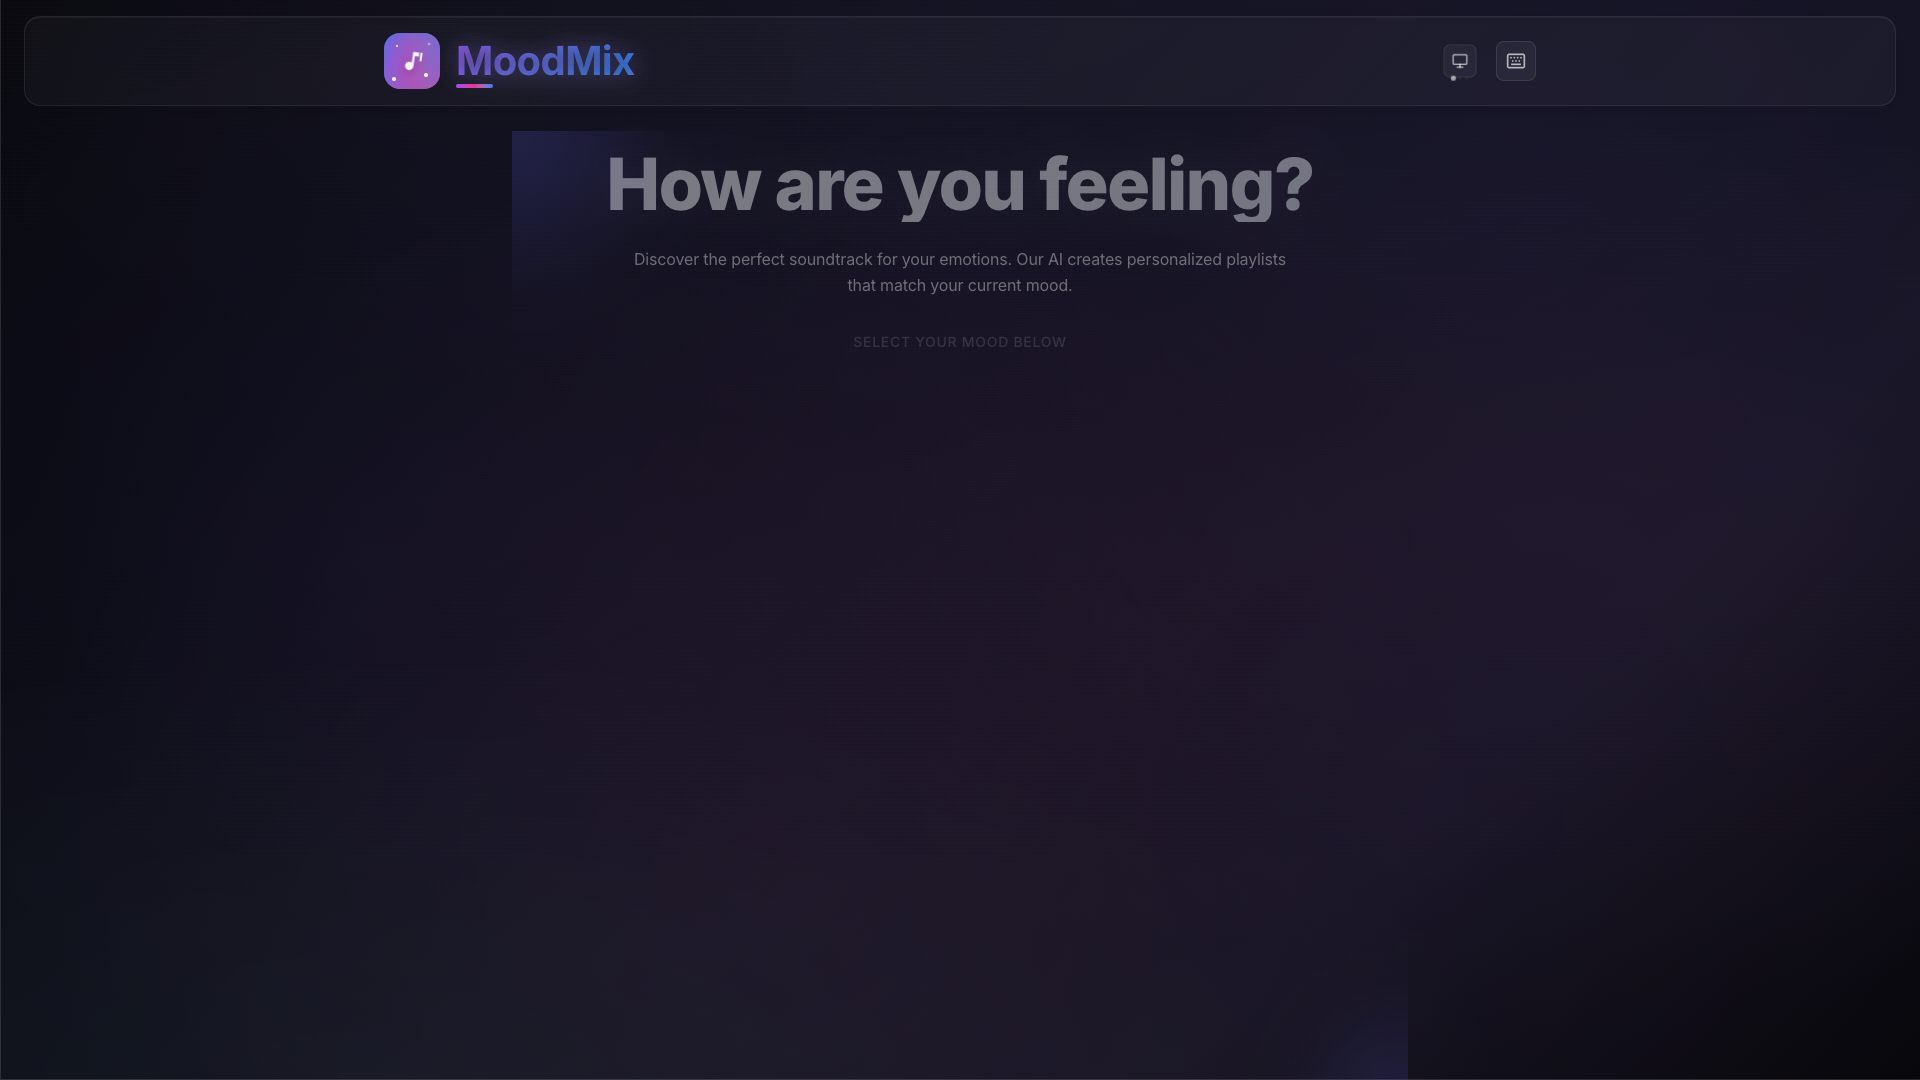 MoodMix
How are you feeling?
Discover the perfect soundtrack for your emotions. Our AI creates personalized playlists
that match your current mood.
SELECT YOUR MOOD BELOW